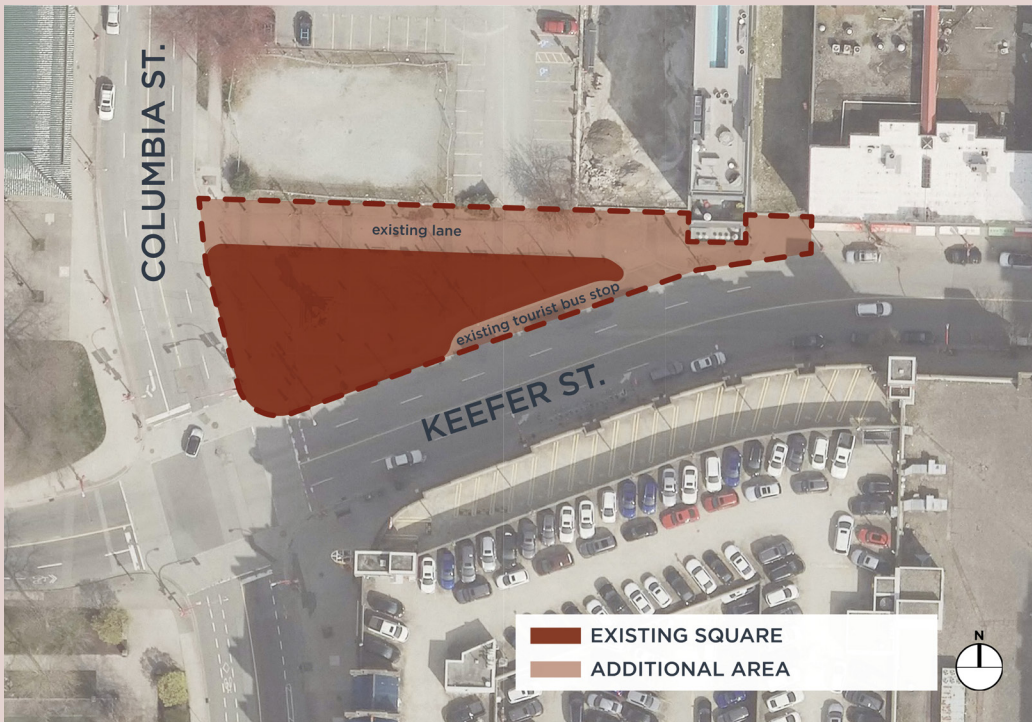 COLUMBIA ST.
existing lane
existing tourist bus stop
KEEFER ST.
EXISTING SQUARE
ADDITIONAL AREA
N